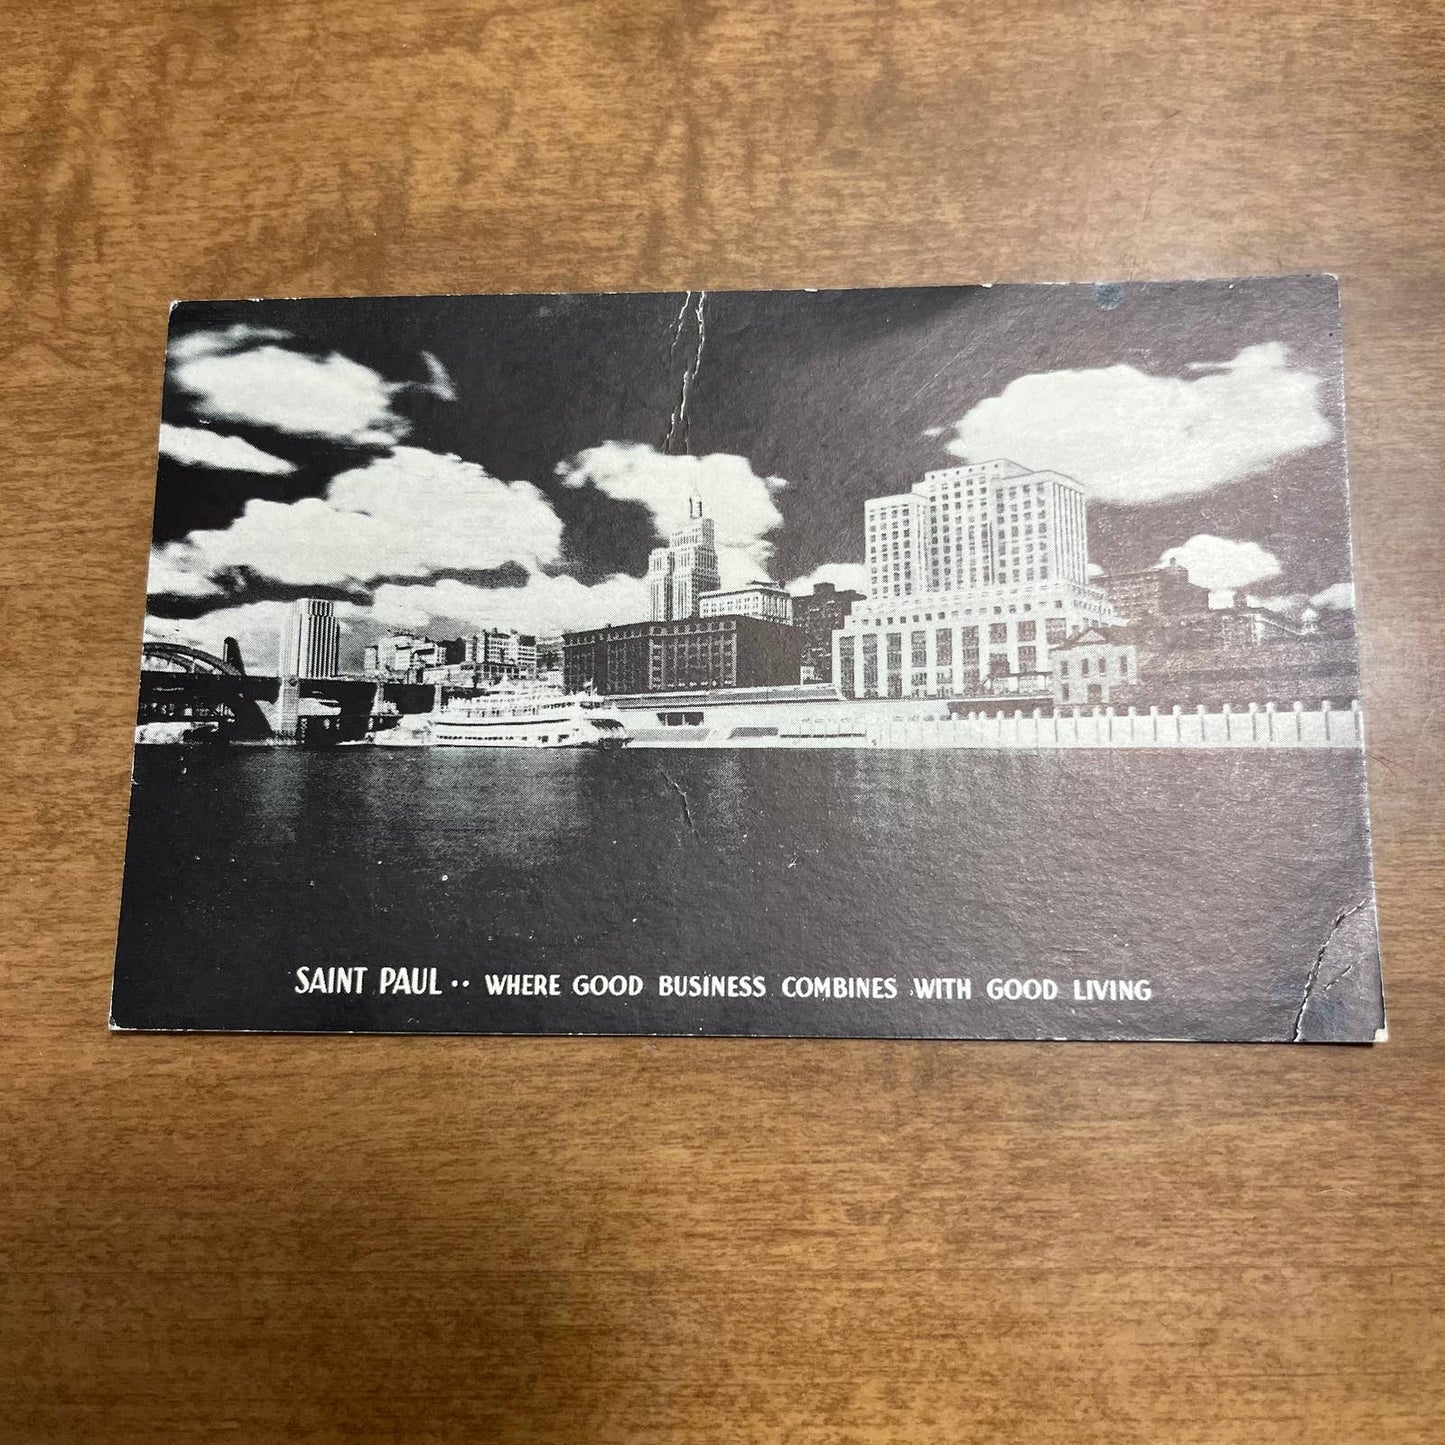 SAINT PAUL .. WHERE GOOD BUSINESS COMBINES WITH GOOD LIVING